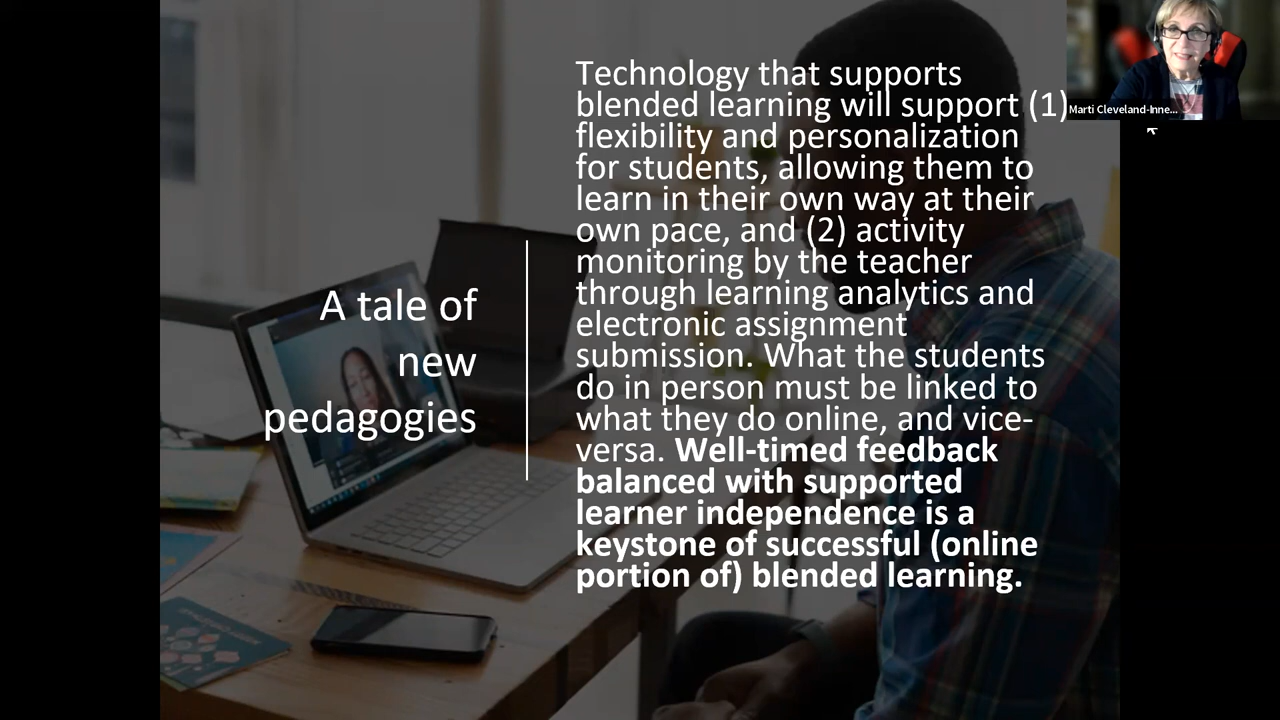 A tale of
new
pedagogies
Technology that supports
blended learning will support (1)
flexibility and personalization
for students, allowing them to
learn in their own way at their
own pace, and (2) activity
monitoring by the teacher
through learning analytics and
electronic assignment
submission. What the students
do in person must be linked to
what they do online, and vice-
versa. Well-timed feedback
balanced with supported
learner independence is a
keystone of successful (online
portion of) blended learning.
Marti Cleveland-Inne...